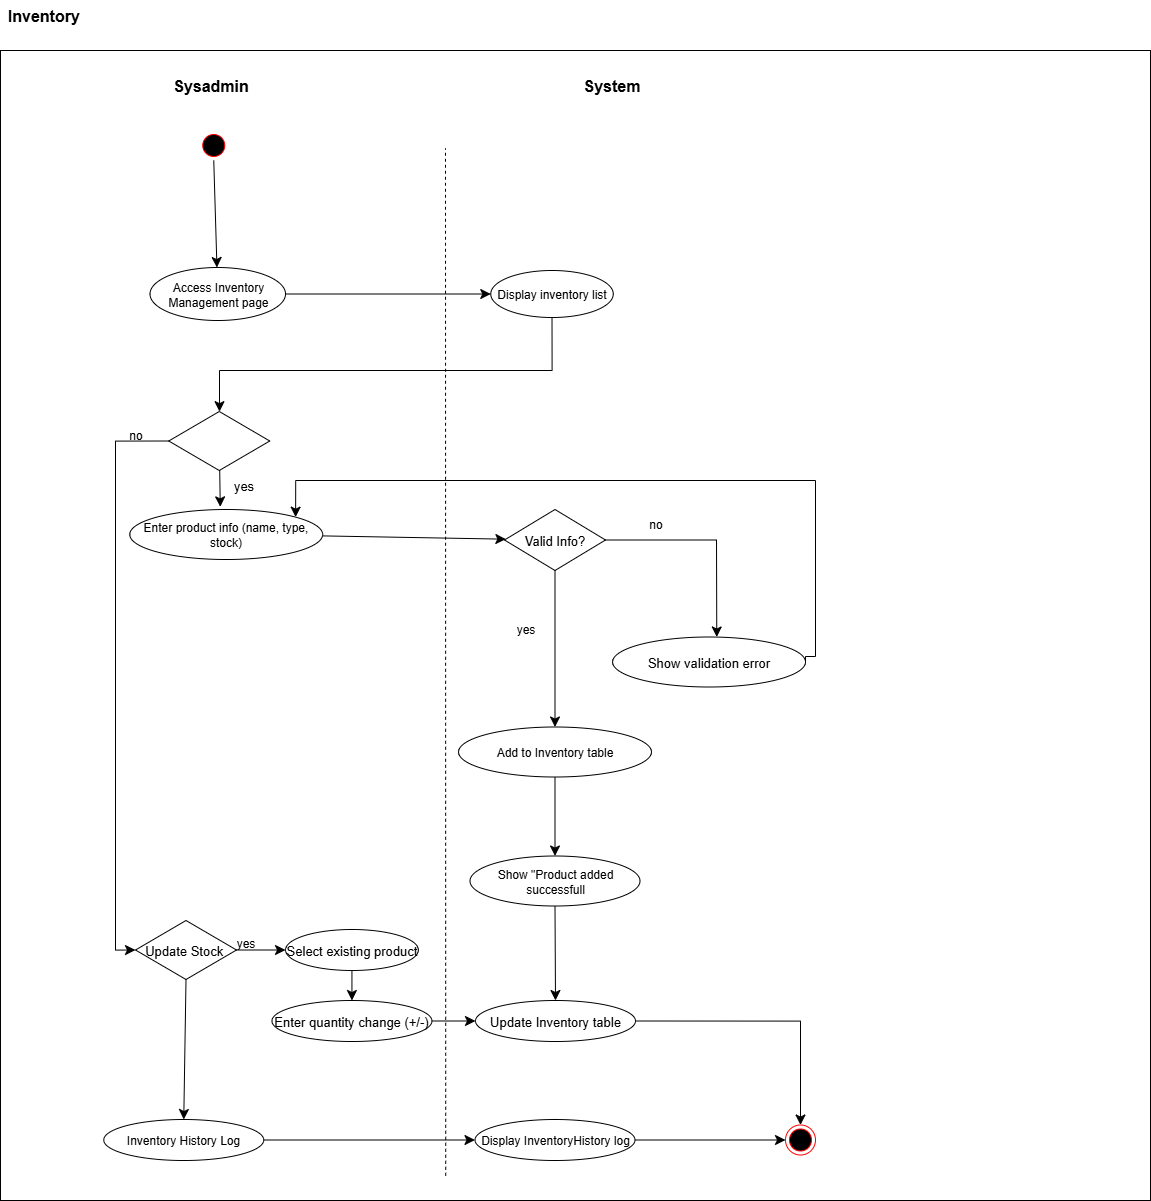 Inventory
Sysadmin
System
Access Inventory
Management page
Display inventory list
no
yes
Enter product info (name, type,
stock)
Valid Info?
no
yes
Show validation error
Add to Inventory table
Show "Product added
successfull
Update Stock
yes
Select existing product
Enter quantity change (+/-)
Update Inventory table
Inventory History Log
Display InventoryHistory log